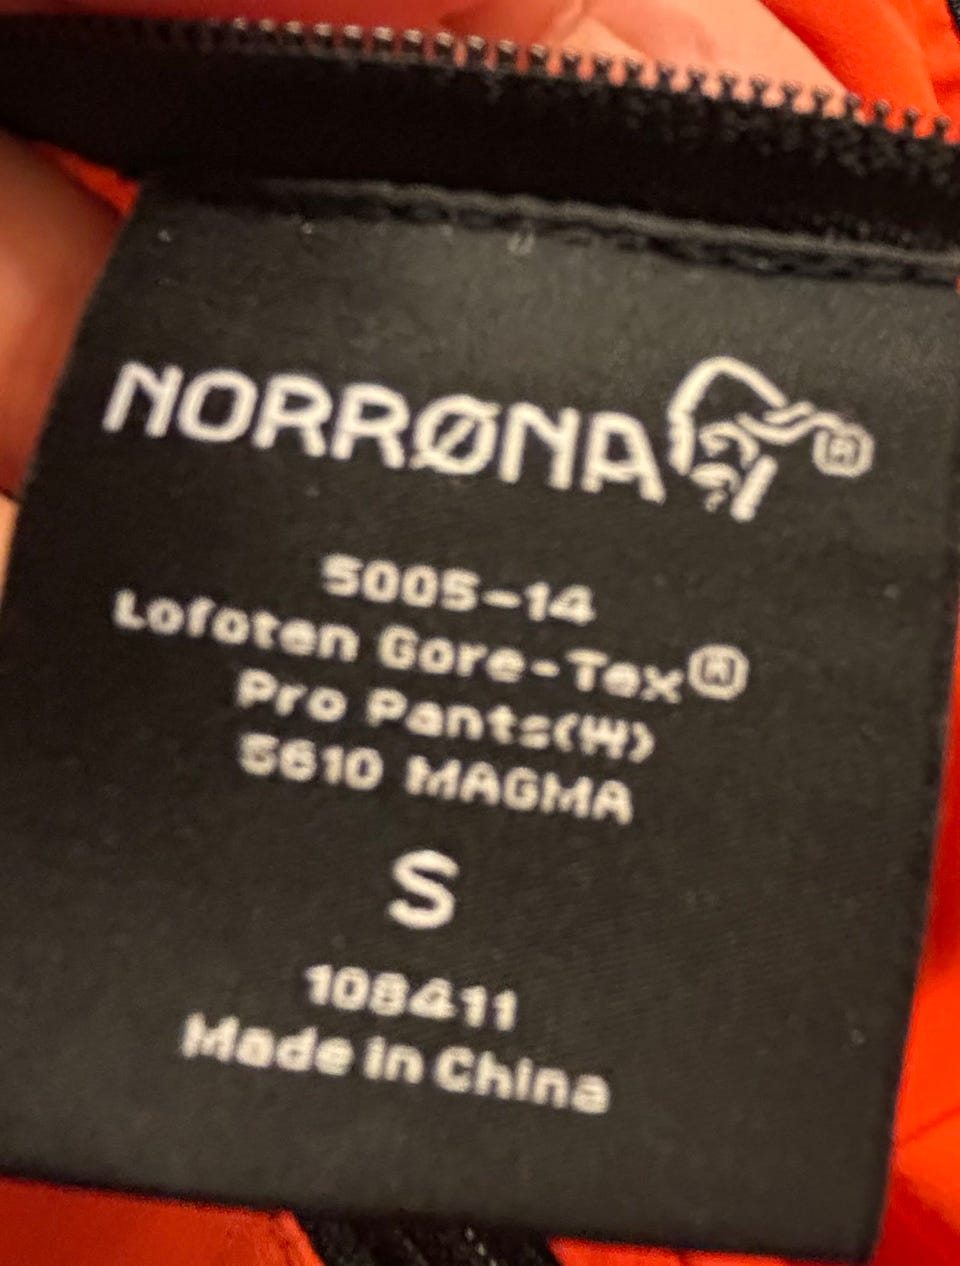 NORRØNA ®
5005-14
Lofoten Gore-Tex®
Pro Pants(W)
5610 MAGMA
S
108411
Made in China